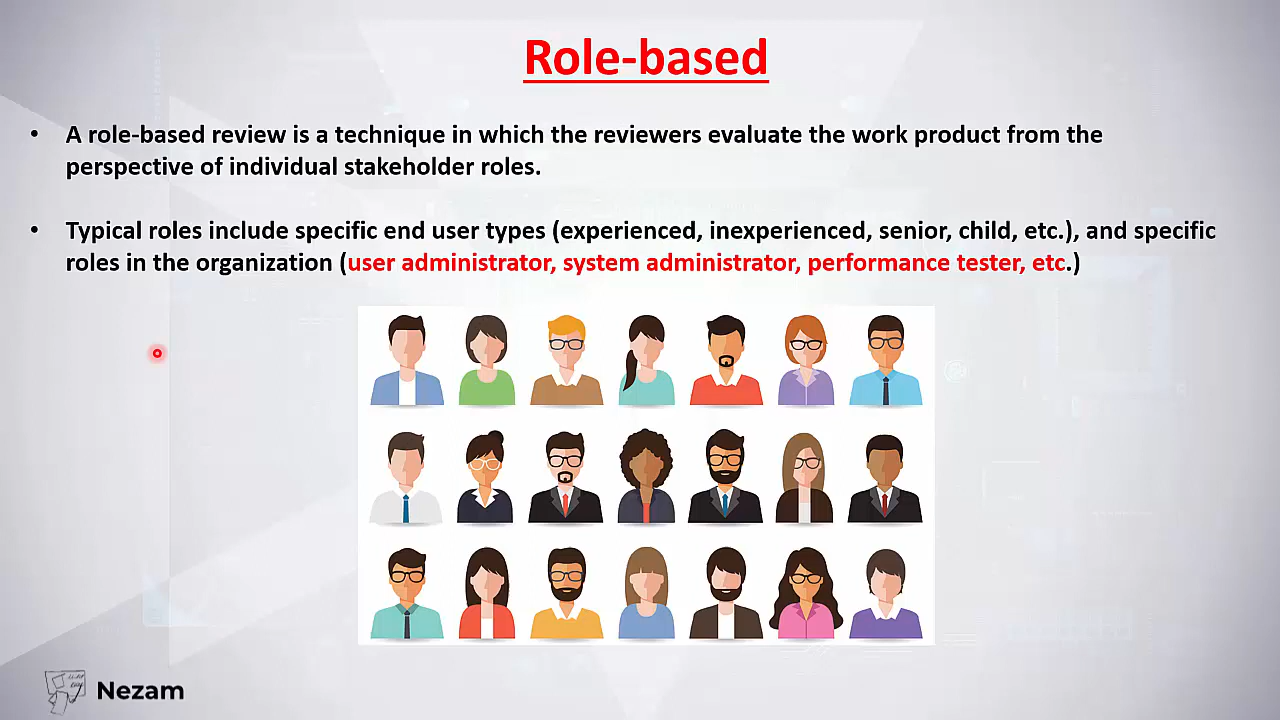 Role-based
• A role-based review is a technique in which the reviewers evaluate the work product from the
perspective of individual stakeholder roles.
• Typical roles include specific end user types (experienced, inexperienced, senior, child, etc.), and specific
roles in the organization (user administrator, system administrator, performance tester, etc.)
Nezam